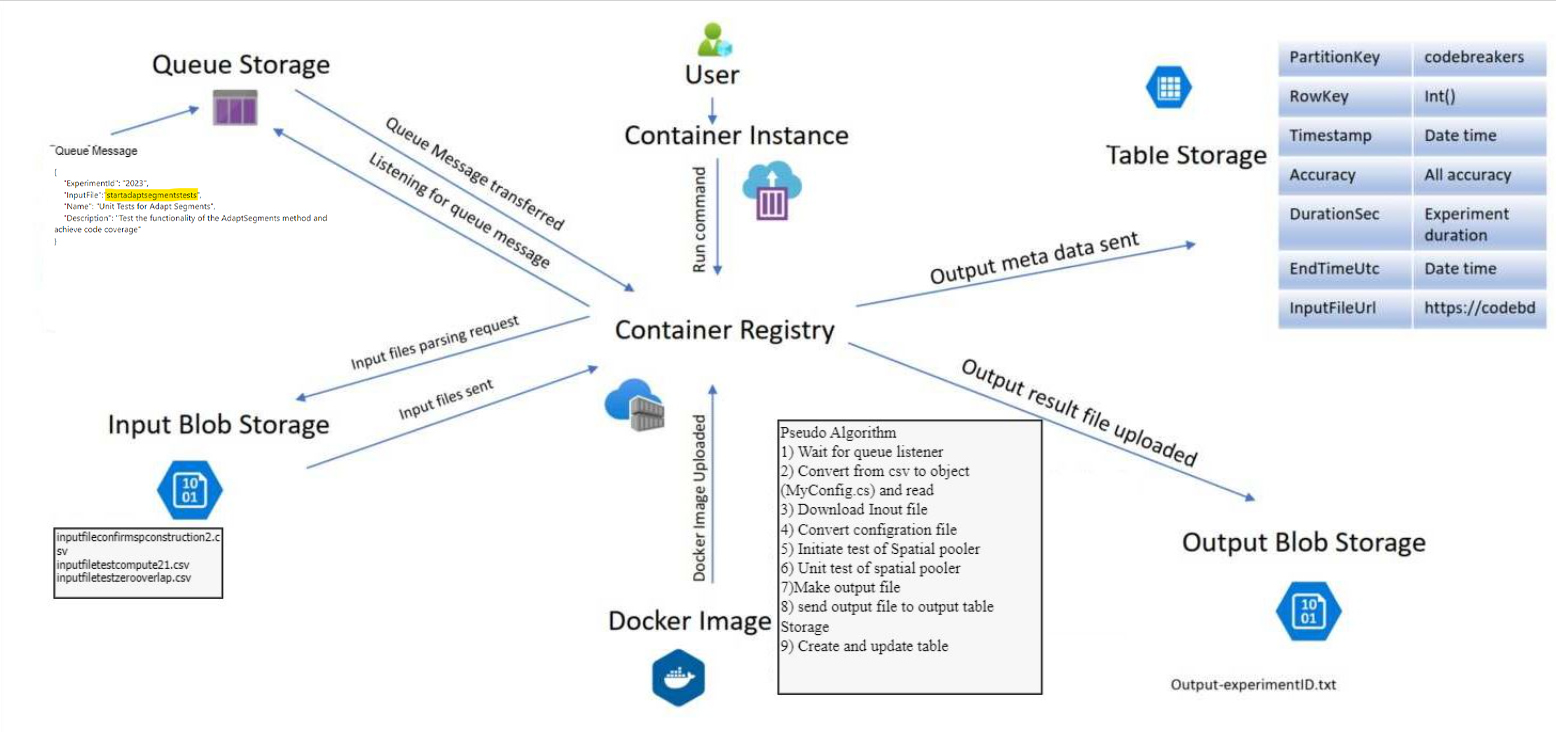 Queue Storage
Queue Message
{
"ExperimentId": "2023",
"InputFile":"startadaptsegmentstests",
"Name": "Unit Tests for Adapt Segments",
"Description": "Test the functionality of the AdaptSegments method and
achieve code coverage"
}
Queue Message transferred
Listening for queue message
User
Container Instance
Run command
Container Registry
Input files parsing request
Input files sent
Input Blob Storage
10
01
inputfileconfirmspconstruction2.c
sv
inputfiletestcompute21.csv
inputfiletestzerooverlap.csv
Docker Image Uploaded
Docker Image
Pseudo Algorithm
1) Wait for queue listener
2) Convert from csv to object
(MyConfig.cs) and read
3) Download Inout file
4) Convert configration file
5) Initiate test of Spatial pooler
6) Unit test of spatial pooler
7)Make output file
8) send output file to output table
Storage
9) Create and update table
Output meta data sent
Table Storage
PartitionKey codebreakers
RowKey Int()
Timestamp Date time
Accuracy All accuracy
DurationSec Experiment
duration
EndTimeUtc Date time
InputFileUrl https://codebd
Output result file uploaded
Output Blob Storage
10
01
Output-experimentID.txt